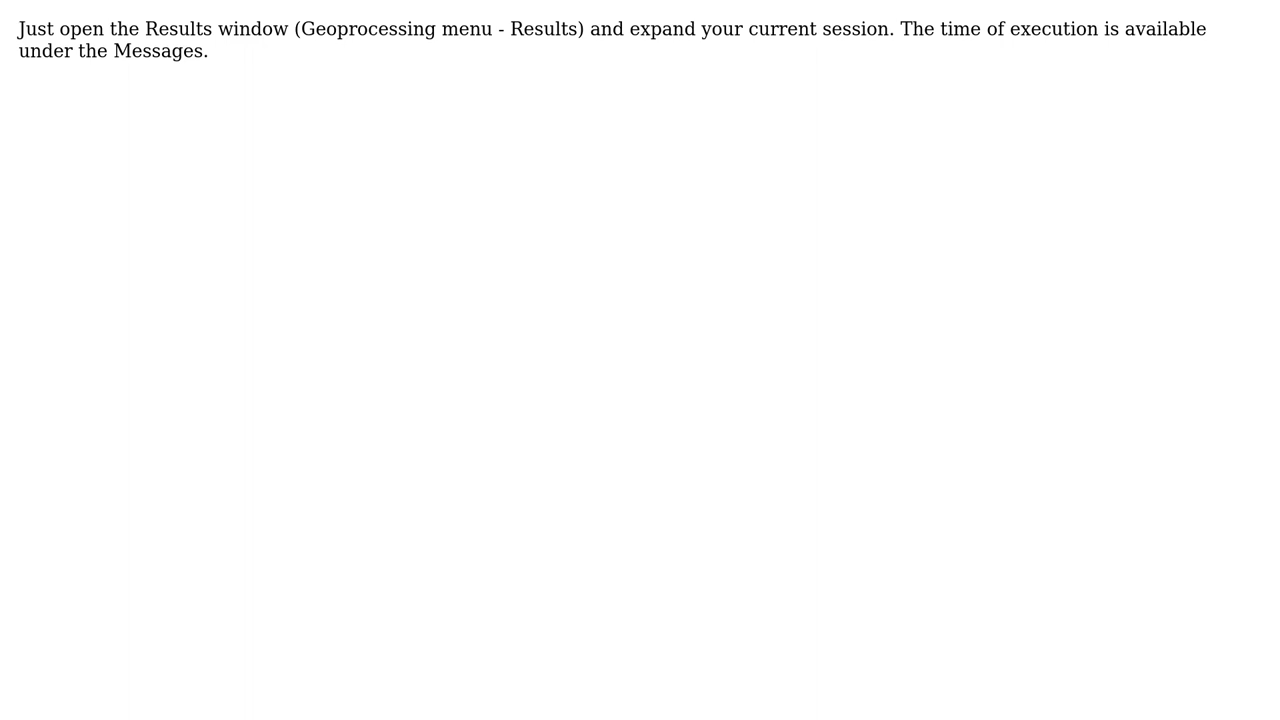 Just open the Results window (Geoprocessing menu - Results) and expand your current session. The time of execution is available
under the Messages.